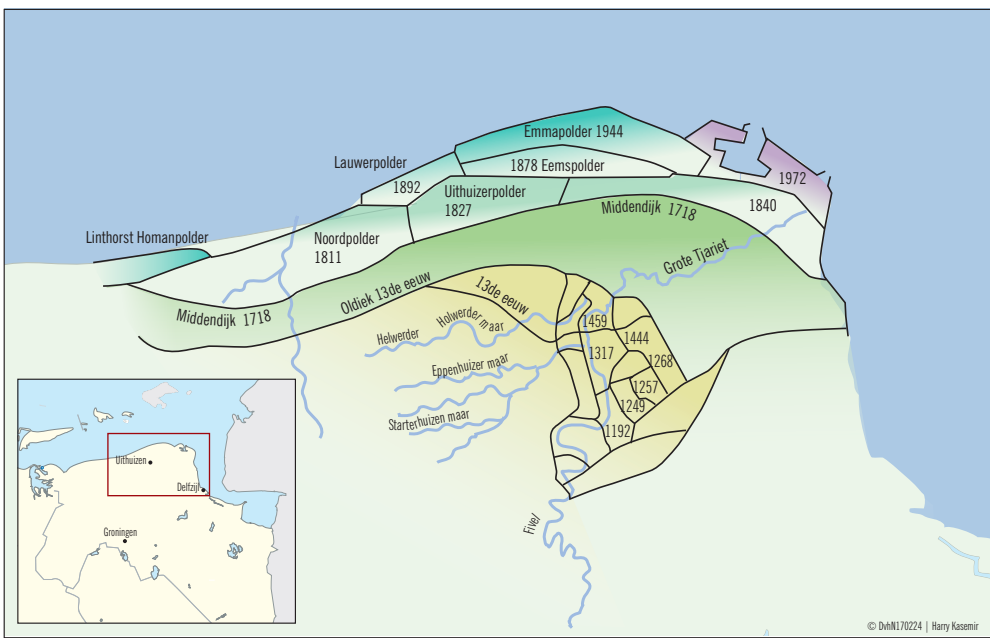 Emmapolder 1944
Lauwerpolder
1892
1878 Eemspolder
1972
Uithuizerpolder
1827
Middendijk 1718
1840
Linthorst Homanpolder
Noordpolder
1811
Grote Tjariet
Oldiek 13de eeuw
13de eeuw
Middendijk 1718
Helwerder
Holwerder maar
1459
1444
1317
1268
Eppenhuizer maar
1257
1249
Starterhuizen maar
1192
Fivel
Uithuizen
Delfzijl
Groningen
© DvhN170224 | Harry Kasemir